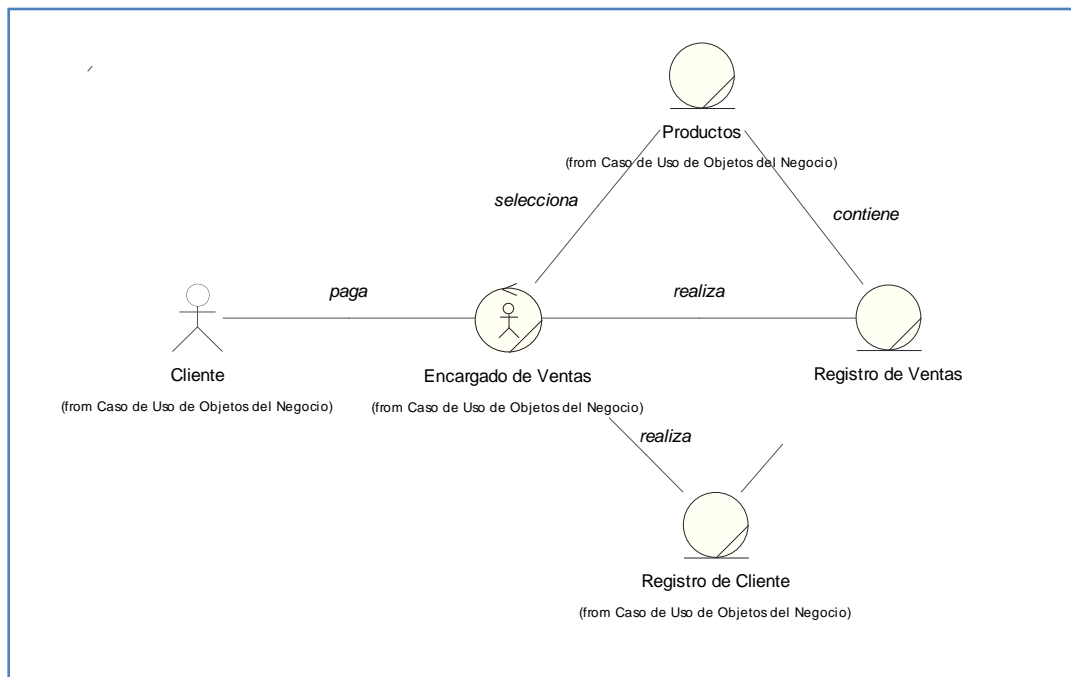 Productos
(from Caso de Uso de Objetos del Negocio)
selecciona
contiene
paga
realiza
Cliente
(from Caso de Uso de Objetos del Negocio)
Encargado de Ventas
(from Caso de Uso de Objetos del Negocio)
Registro de Ventas
realiza
Registro de Cliente
(from Caso de Uso de Objetos del Negocio)